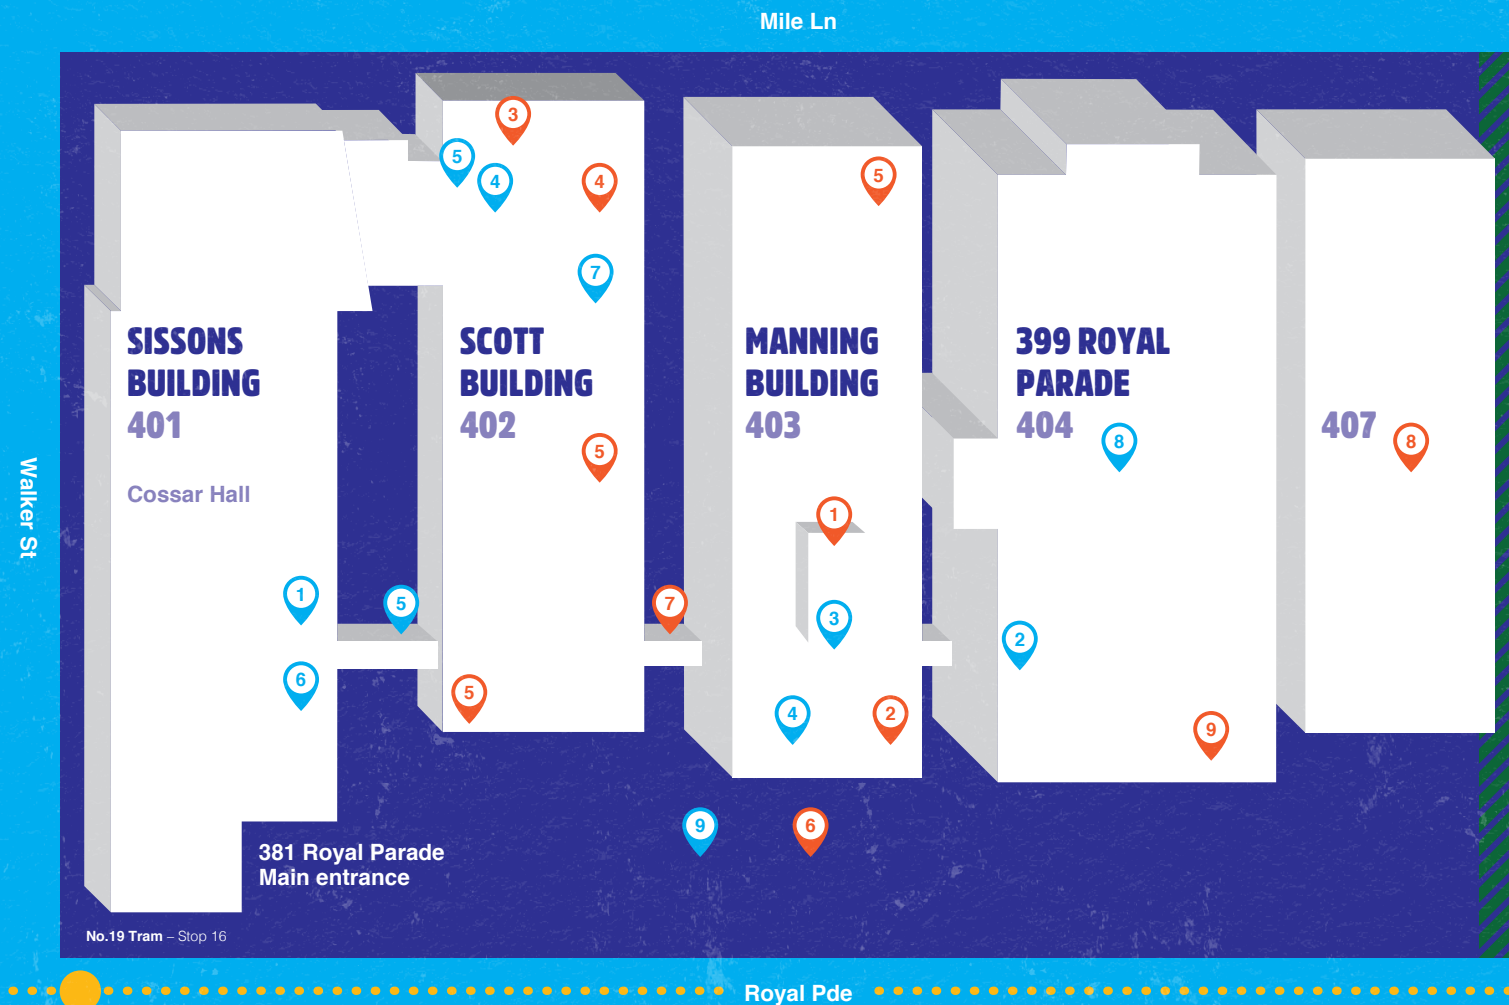 Mile Ln
3
5
4
4
5
7
SISSONS
BUILDING
401
Cossar Hall
SCOTT
BUILDING
402
MANNING
BUILDING
403
399 ROYAL
PARADE
404
8
407
8
5
Walker St
1
1
5
7
3
2
6
5
4
2
9
9
6
381 Royal Parade
Main entrance
No.19 Tram – Stop 16
Royal Pde